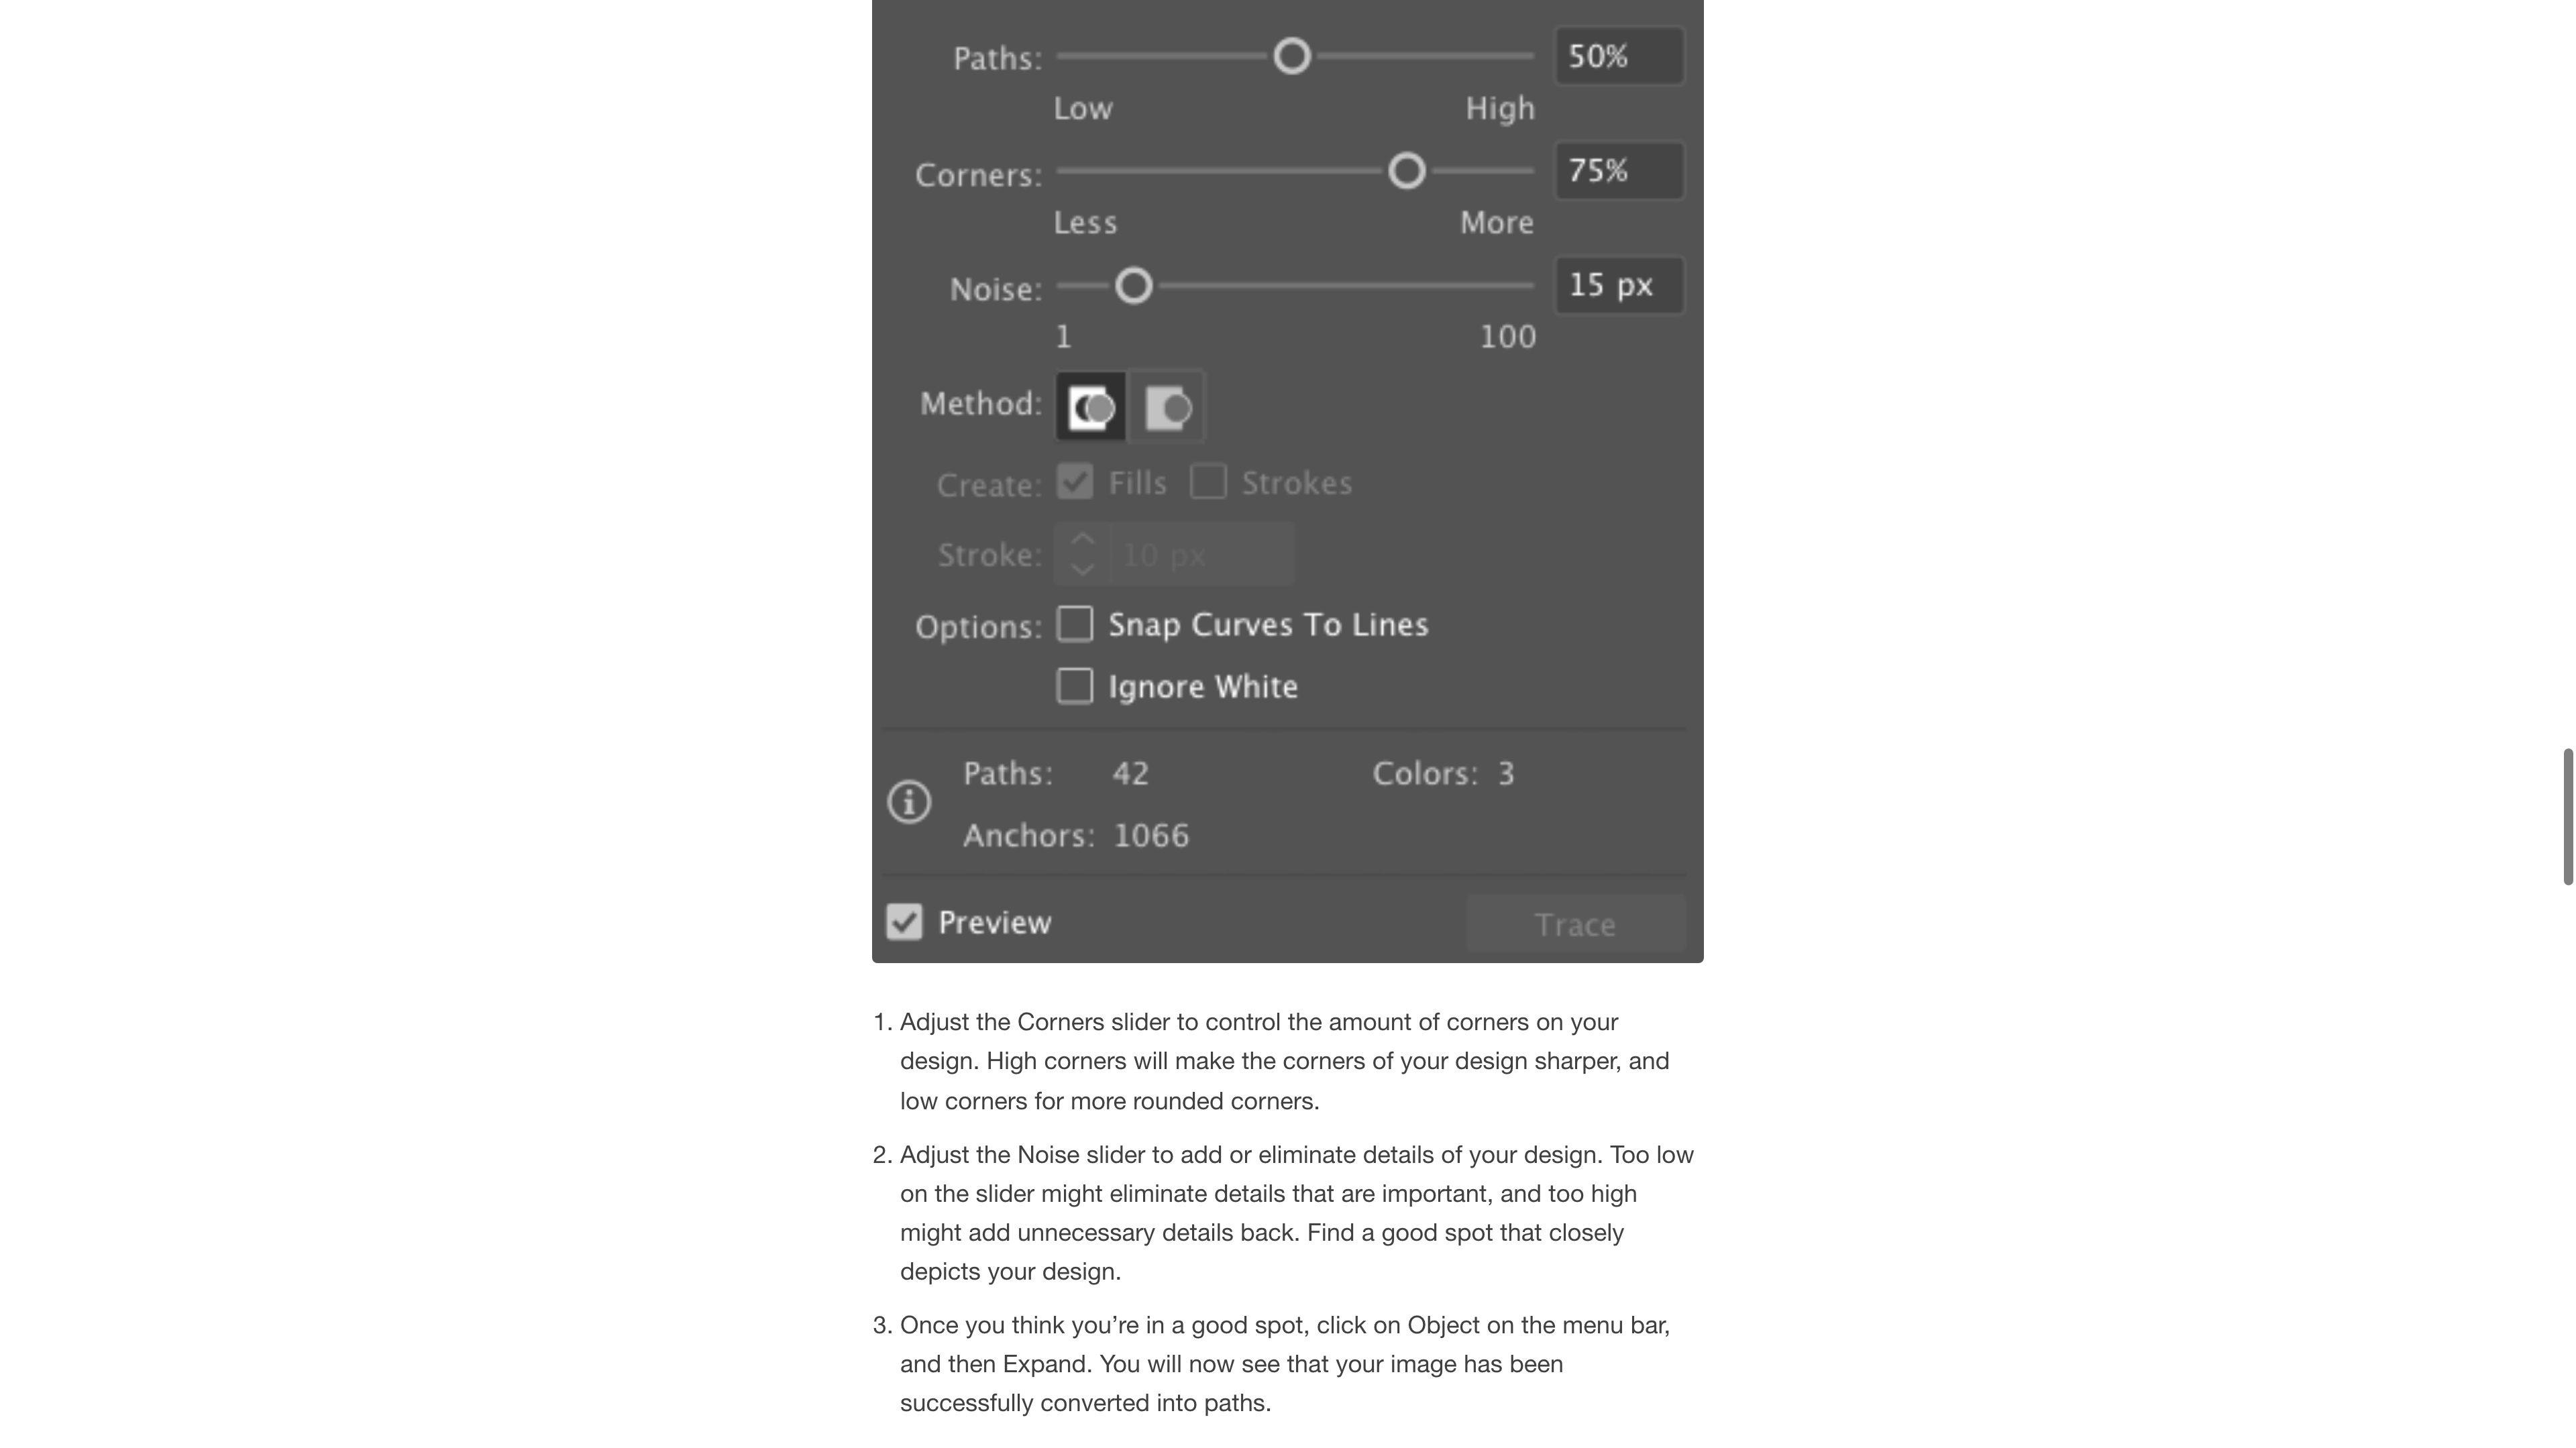 Paths: 50%
Low High
Corners: 75%
Less More
Noise: 15 px
1 100
Method:
Create: Fills Strokes
Stroke: 10 px
Options: Snap Curves To Lines
Ignore White
Paths: 42 Colors: 3
Anchors: 1066
Preview Trace
1. Adjust the Corners slider to control the amount of corners on your
design. High corners will make the corners of your design sharper, and
low corners for more rounded corners.
2. Adjust the Noise slider to add or eliminate details of your design. Too low
on the slider might eliminate details that are important, and too high
might add unnecessary details back. Find a good spot that closely
depicts your design.
3. Once you think you’re in a good spot, click on Object on the menu bar,
and then Expand. You will now see that your image has been
successfully converted into paths.